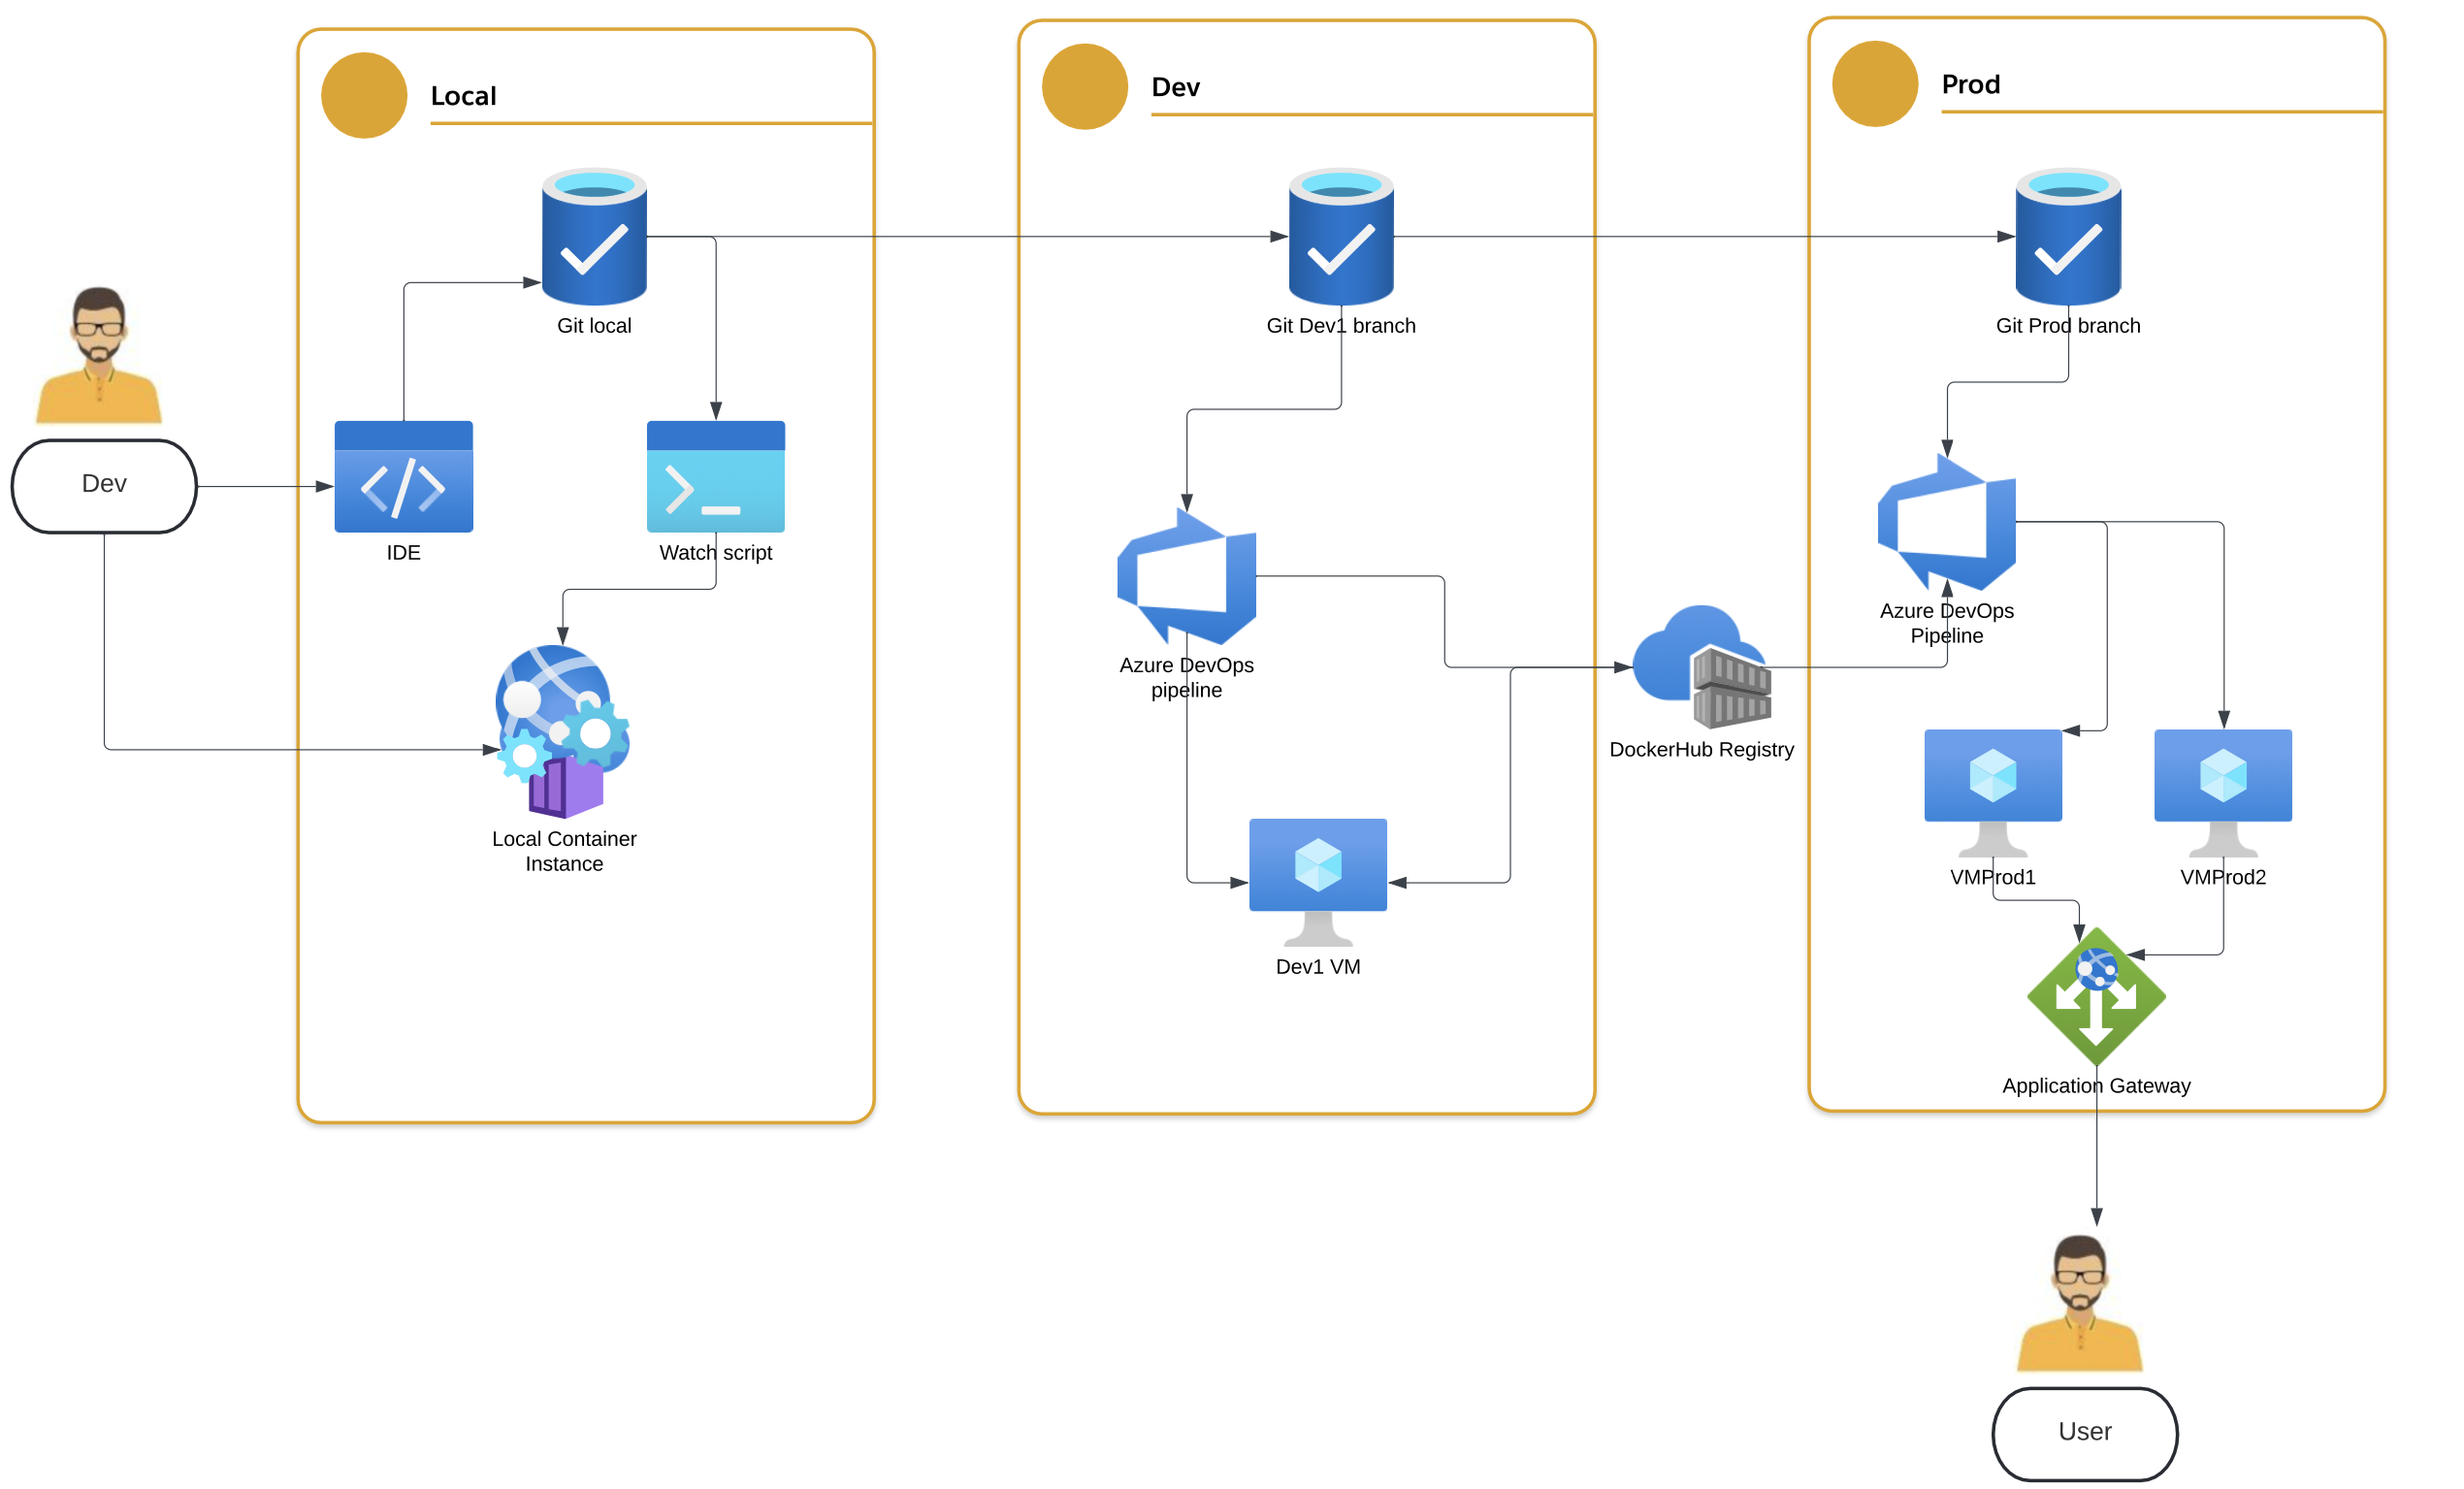 Local
Dev
Prod
Git local
Git Dev1 branch
Git Prod branch
Dev
IDE
Watch script
Azure DevOps
pipeline
Azure DevOps
Pipeline
DockerHub Registry
Local Container
Instance
VMProd1
VMProd2
Dev1 VM
Application Gateway
User